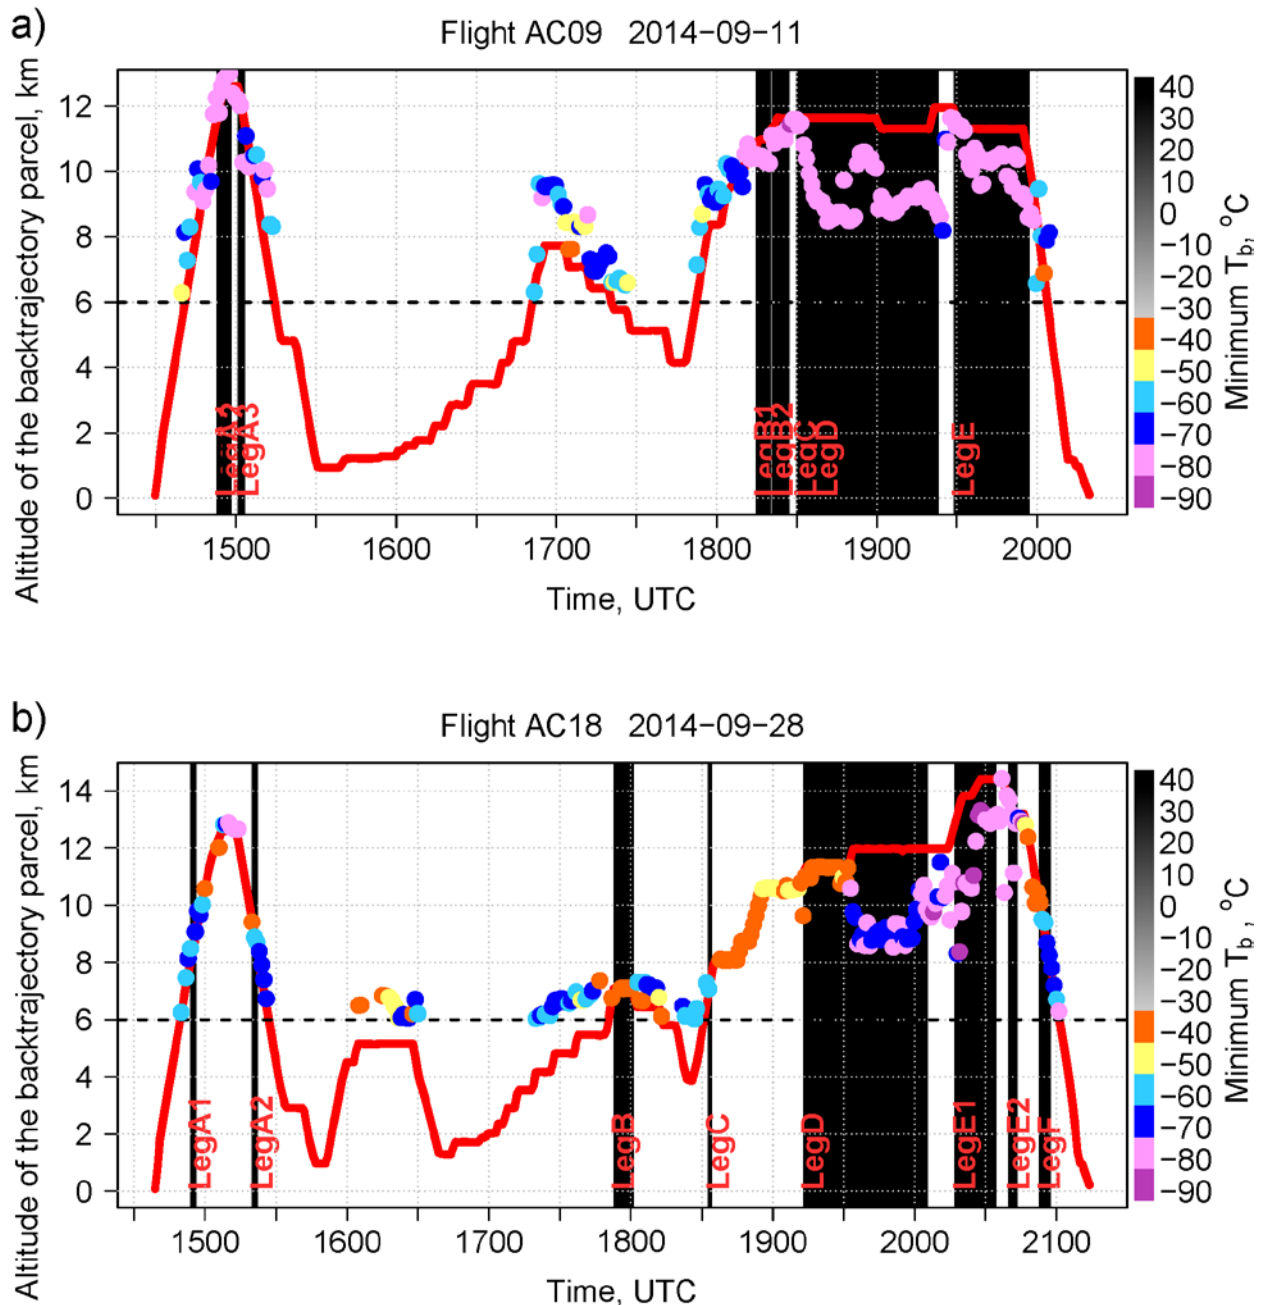 a)
Flight AC09   2014−09−11
Altitude of the backtrajectory parcel, km
12
10
8
6
4
2
0
LegA2
LegA3
LegB1
LegB2
LegC
LegD
LegE
1500 1600 1700 1800 1900 2000
Time, UTC
40
30
20
10
0
−10
−20
−30
−40
−50
−60
−70
−80
−90
Minimum Tb, °C
b)
Flight AC18   2014−09−28
Altitude of the backtrajectory parcel, km
14
12
10
8
6
4
2
0
LegA1
LegA2
LegB
LegC
LegD
LegE1
LegE2
LegF
1500 1600 1700 1800 1900 2000 2100
Time, UTC
40
30
20
10
0
−10
−20
−30
−40
−50
−60
−70
−80
−90
Minimum Tb, °C